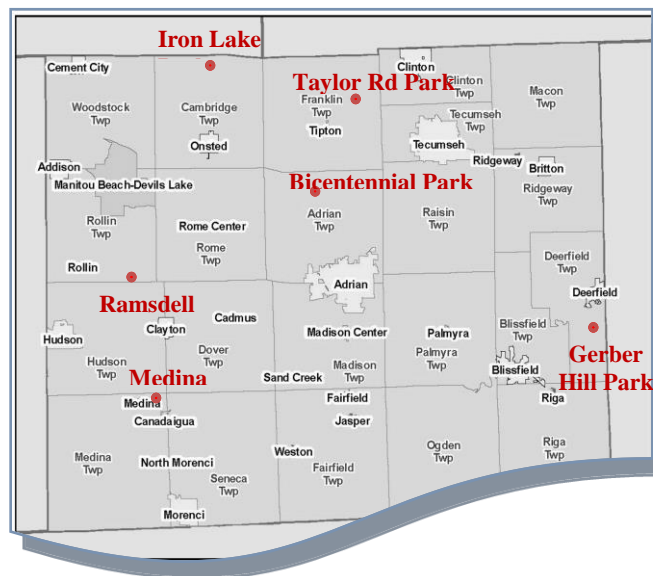 Iron Lake
Cement City
Clinton
Clinton
Twp
Taylor Rd Park
Woodstock
Twp
Cambridge
Twp
Franklin
Twp
Macon
Twp
Tipton
Tecumseh
Twp
Onsted
Tecumseh
Ridgeway
Addison
Britton
Manitou Beach-Devils Lake
Bicentennial Park
Ridgeway
Twp
Rollin
Twp
Rome Center
Adrian
Twp
Raisin
Twp
Rome
Twp
Deerfield
Twp
Rollin
Adrian
Deerfield
Ramsdell
Cadmus
Clayton
Madison Center
Palmyra
Blissfield
Twp
Hudson
Gerber
Hill Park
Hudson
Twp
Dover
Twp
Palmyra
Twp
Madison
Twp
Blissfield
Medina
Sand Creek
Medina
Fairfield
Riga
Canadaigua
Jasper
Ogden
Twp
Riga
Twp
Weston
Medina
Twp
North Morenci
Fairfield
Twp
Seneca
Twp
Morenci